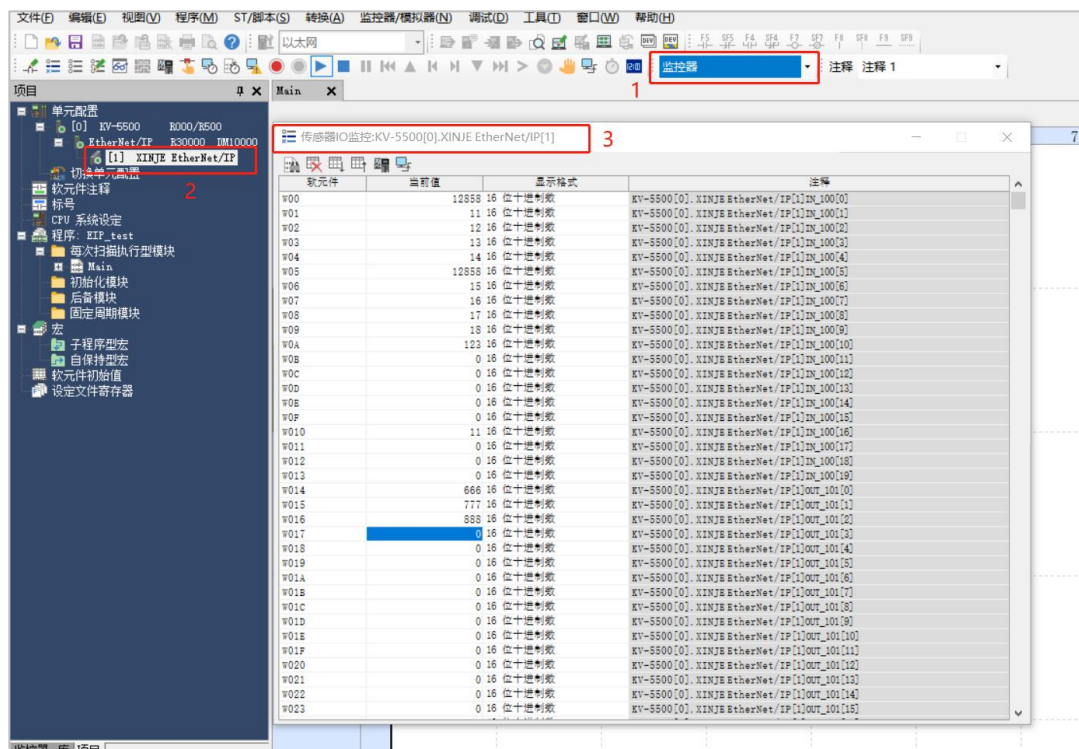 文件(F) 编辑(E) 视图(V) 程序(M) ST/脚本(S) 转换(A) 监控器/模拟器(N) 调试(D) 工具(T) 窗口(W) 帮助(H)
以太网
F5 SF5 F4 SF4 F7 SF7 F8 SF8 F9 SF9
监控器 注释 注释 1
1
项目 Main
单元配置
[0] KV-5500 R000/R500
EtherNet/IP R30000 DM10000
[1] XINJE EtherNet/IP
切换单元配置
2
软元件注释
标号
CPU 系统设定
程序: EIP_test
每次扫描执行型模块
Main
初始化模块
后备模块
固定周期模块
宏
子程序型宏
自保持型宏
软元件初始值
设定文件寄存器
传感器IO监控:KV-5500[0].XINJE EtherNet/IP[1] 3
7
软元件 当前值 显示格式 注释
W00 12858 16 位十进制数 KV-5500[0].XINJE EtherNet/IP[1]IN_100[0]
W01 11 16 位十进制数 KV-5500[0].XINJE EtherNet/IP[1]IN_100[1]
W02 12 16 位十进制数 KV-5500[0].XINJE EtherNet/IP[1]IN_100[2]
W03 13 16 位十进制数 KV-5500[0].XINJE EtherNet/IP[1]IN_100[3]
W04 14 16 位十进制数 KV-5500[0].XINJE EtherNet/IP[1]IN_100[4]
W05 12858 16 位十进制数 KV-5500[0].XINJE EtherNet/IP[1]IN_100[5]
W06 15 16 位十进制数 KV-5500[0].XINJE EtherNet/IP[1]IN_100[6]
W07 16 16 位十进制数 KV-5500[0].XINJE EtherNet/IP[1]IN_100[7]
W08 17 16 位十进制数 KV-5500[0].XINJE EtherNet/IP[1]IN_100[8]
W09 18 16 位十进制数 KV-5500[0].XINJE EtherNet/IP[1]IN_100[9]
W0A 123 16 位十进制数 KV-5500[0].XINJE EtherNet/IP[1]IN_100[10]
W0B 0 16 位十进制数 KV-5500[0].XINJE EtherNet/IP[1]IN_100[11]
W0C 0 16 位十进制数 KV-5500[0].XINJE EtherNet/IP[1]IN_100[12]
W0D 0 16 位十进制数 KV-5500[0].XINJE EtherNet/IP[1]IN_100[13]
W0E 0 16 位十进制数 KV-5500[0].XINJE EtherNet/IP[1]IN_100[14]
W0F 0 16 位十进制数 KV-5500[0].XINJE EtherNet/IP[1]IN_100[15]
W010 11 16 位十进制数 KV-5500[0].XINJE EtherNet/IP[1]IN_100[16]
W011 0 16 位十进制数 KV-5500[0].XINJE EtherNet/IP[1]IN_100[17]
W012 0 16 位十进制数 KV-5500[0].XINJE EtherNet/IP[1]IN_100[18]
W013 0 16 位十进制数 KV-5500[0].XINJE EtherNet/IP[1]IN_100[19]
W014 666 16 位十进制数 KV-5500[0].XINJE EtherNet/IP[1]OUT_101[0]
W015 777 16 位十进制数 KV-5500[0].XINJE EtherNet/IP[1]OUT_101[1]
W016 888 16 位十进制数 KV-5500[0].XINJE EtherNet/IP[1]OUT_101[2]
W017 0 16 位十进制数 KV-5500[0].XINJE EtherNet/IP[1]OUT_101[3]
W018 0 16 位十进制数 KV-5500[0].XINJE EtherNet/IP[1]OUT_101[4]
W019 0 16 位十进制数 KV-5500[0].XINJE EtherNet/IP[1]OUT_101[5]
W01A 0 16 位十进制数 KV-5500[0].XINJE EtherNet/IP[1]OUT_101[6]
W01B 0 16 位十进制数 KV-5500[0].XINJE EtherNet/IP[1]OUT_101[7]
W01C 0 16 位十进制数 KV-5500[0].XINJE EtherNet/IP[1]OUT_101[8]
W01D 0 16 位十进制数 KV-5500[0].XINJE EtherNet/IP[1]OUT_101[9]
W01E 0 16 位十进制数 KV-5500[0].XINJE EtherNet/IP[1]OUT_101[10]
W01F 0 16 位十进制数 KV-5500[0].XINJE EtherNet/IP[1]OUT_101[11]
W020 0 16 位十进制数 KV-5500[0].XINJE EtherNet/IP[1]OUT_101[12]
W021 0 16 位十进制数 KV-5500[0].XINJE EtherNet/IP[1]OUT_101[13]
W022 0 16 位十进制数 KV-5500[0].XINJE EtherNet/IP[1]OUT_101[14]
W023 0 16 位十进制数 KV-5500[0].XINJE EtherNet/IP[1]OUT_101[15]
监控器 库 项目